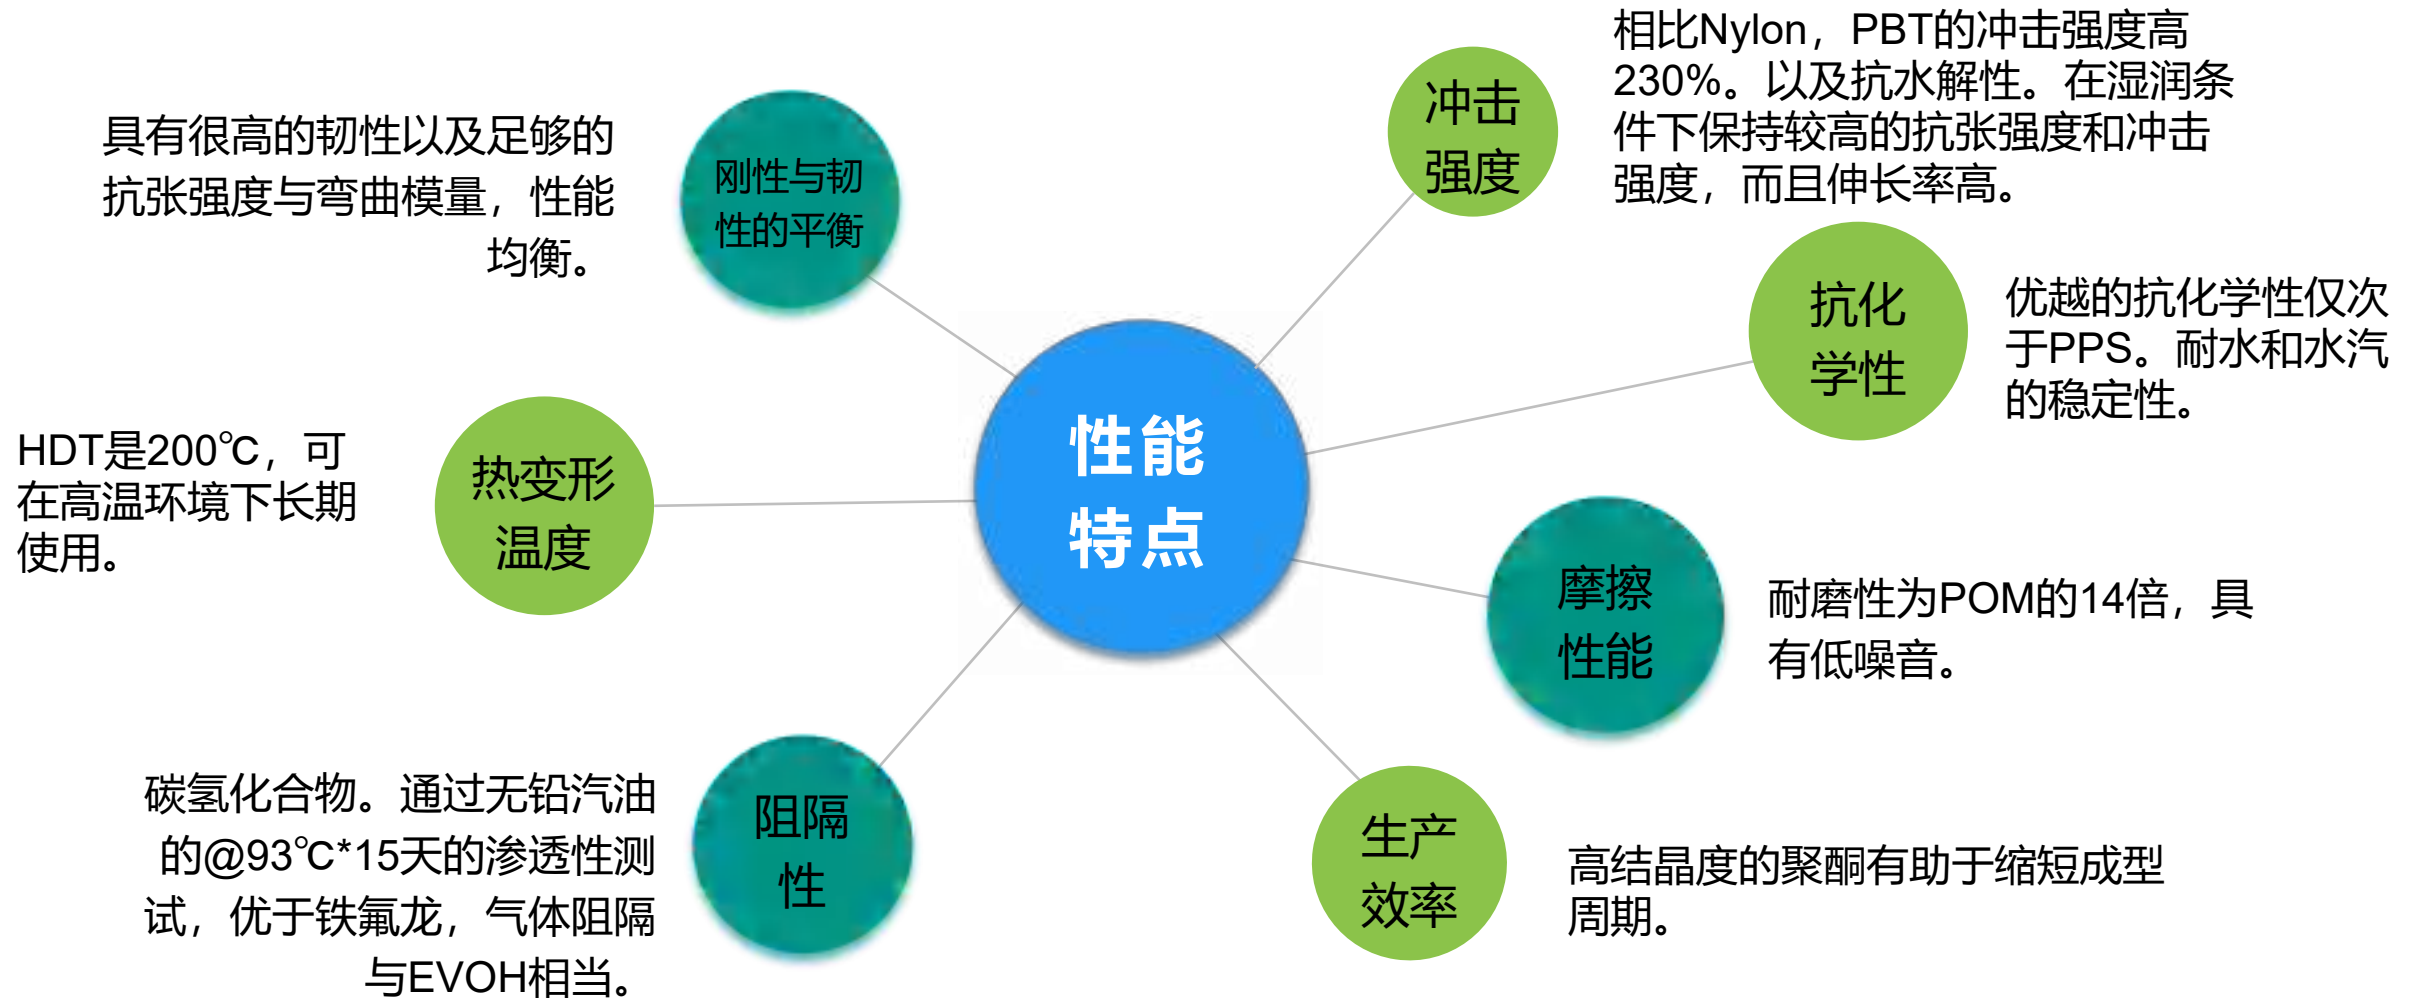 性能
特点
刚性与韧
性的平衡
具有很高的韧性以及足够的
抗张强度与弯曲模量，性能
均衡。
冲击
强度
相比Nylon，PBT的冲击强度高
230%。以及抗水解性。在湿润条
件下保持较高的抗张强度和冲击
强度，而且伸长率高。
抗化
学性
优越的抗化学性仅次
于PPS。耐水和水汽
的稳定性。
热变形
温度
HDT是200℃，可
在高温环境下长期
使用。
摩擦
性能
耐磨性为POM的14倍，具
有低噪音。
阻隔
性
碳氢化合物。通过无铅汽油
的@93℃*15天的渗透性测
试，优于铁氟龙，气体阻隔
与EVOH相当。
生产
效率
高结晶度的聚酮有助于缩短成型
周期。